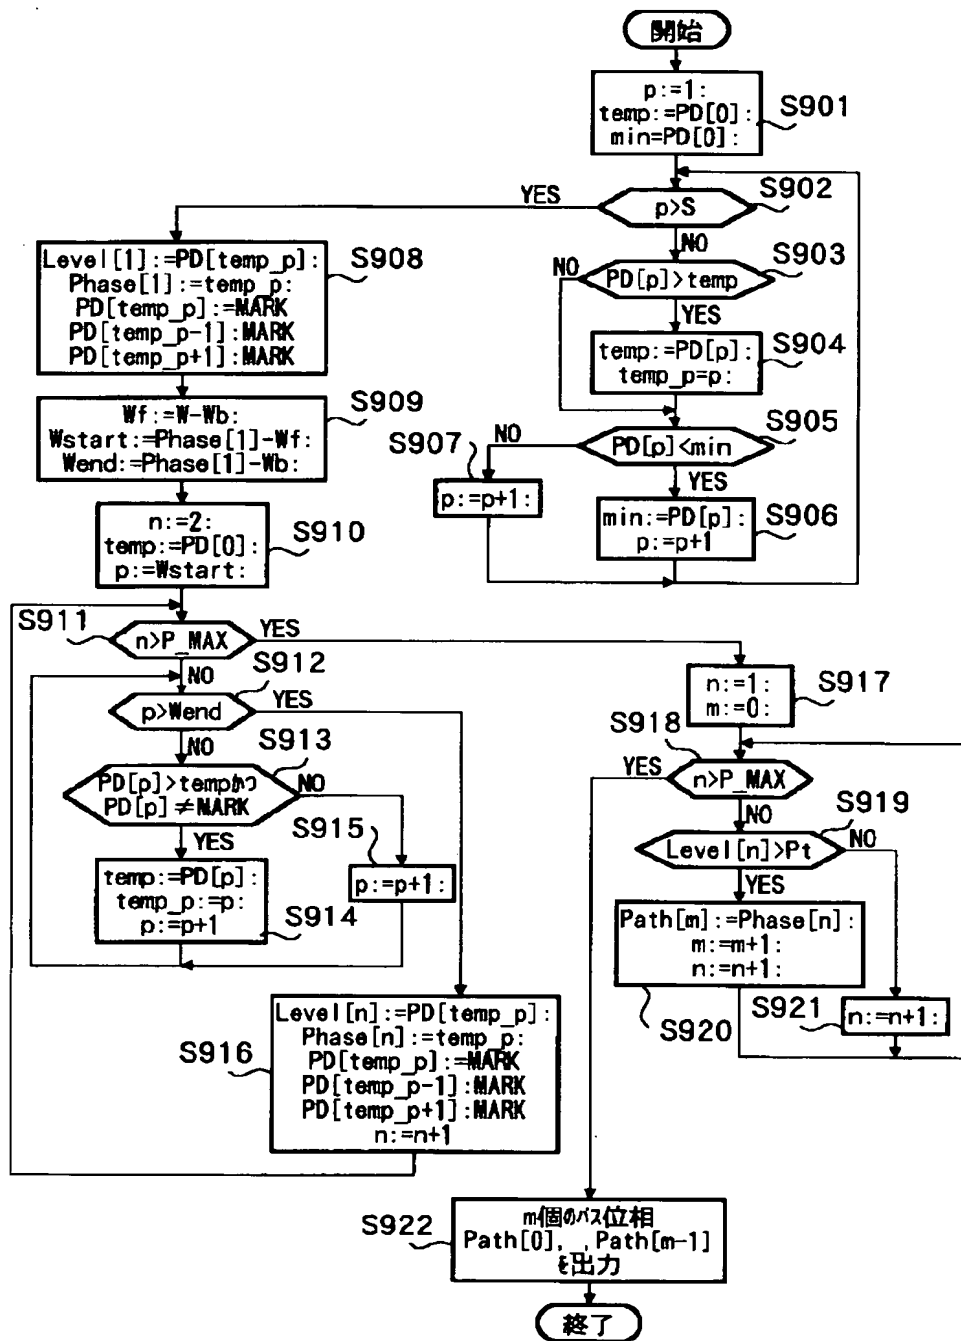 開始
p:=1:
temp:=PD[0]:
min=PD[0]:
S901
p>S
S902
YES
NO
PD[p]>temp
S903
NO
YES
temp:=PD[p]:
temp_p=p:
S904
PD[p]<min
S905
NO
YES
S907
p:=p+1:
min:=PD[p]:
p:=p+1
S906
Level[1]:=PD[temp_p]:
Phase[1]:=temp_p:
PD[temp_p]:=MARK
PD[temp_p-1]:MARK
PD[temp_p+1]:MARK
S908
Wf:=W-Wb:
Wstart:=Phase[1]-Wf:
Wend:=Phase[1]-Wb:
S909
n:=2:
temp:=PD[0]:
p:=Wstart:
S910
S911
n>P_MAX
YES
NO
S912
p>Wend
YES
NO
S913
PD[p]>tempかつ
PD[p]≠MARK
NO
YES
temp:=PD[p]:
temp_p:=p:
p:=p+1
S914
S915
p:=p+1:
S916
Level[n]:=PD[temp_p]:
Phase[n]:=temp_p:
PD[temp_p]:=MARK
PD[temp_p-1]:MARK
PD[temp_p+1]:MARK
n:=n+1
n:=1:
m:=0:
S917
S918
n>P_MAX
YES
NO
S919
Level[n]>Pt
NO
YES
Path[m]:=Phase[n]:
m:=m+1:
n:=n+1:
S920
S921
n:=n+1:
S922
m個のパス位相
Path[0],_,Path[m-1]
を出力
終了